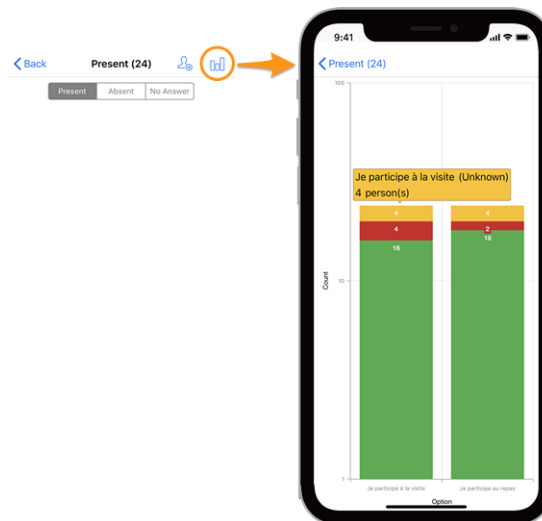 Back
Present (24)
Present
Absent
No Answer
9:41
Present (24)
100
Je participe à la visite (Unknown)
4 person(s)
4
4
4
2
16
18
Count
10
1
Je participe à la visite
Je participe au repas
Option